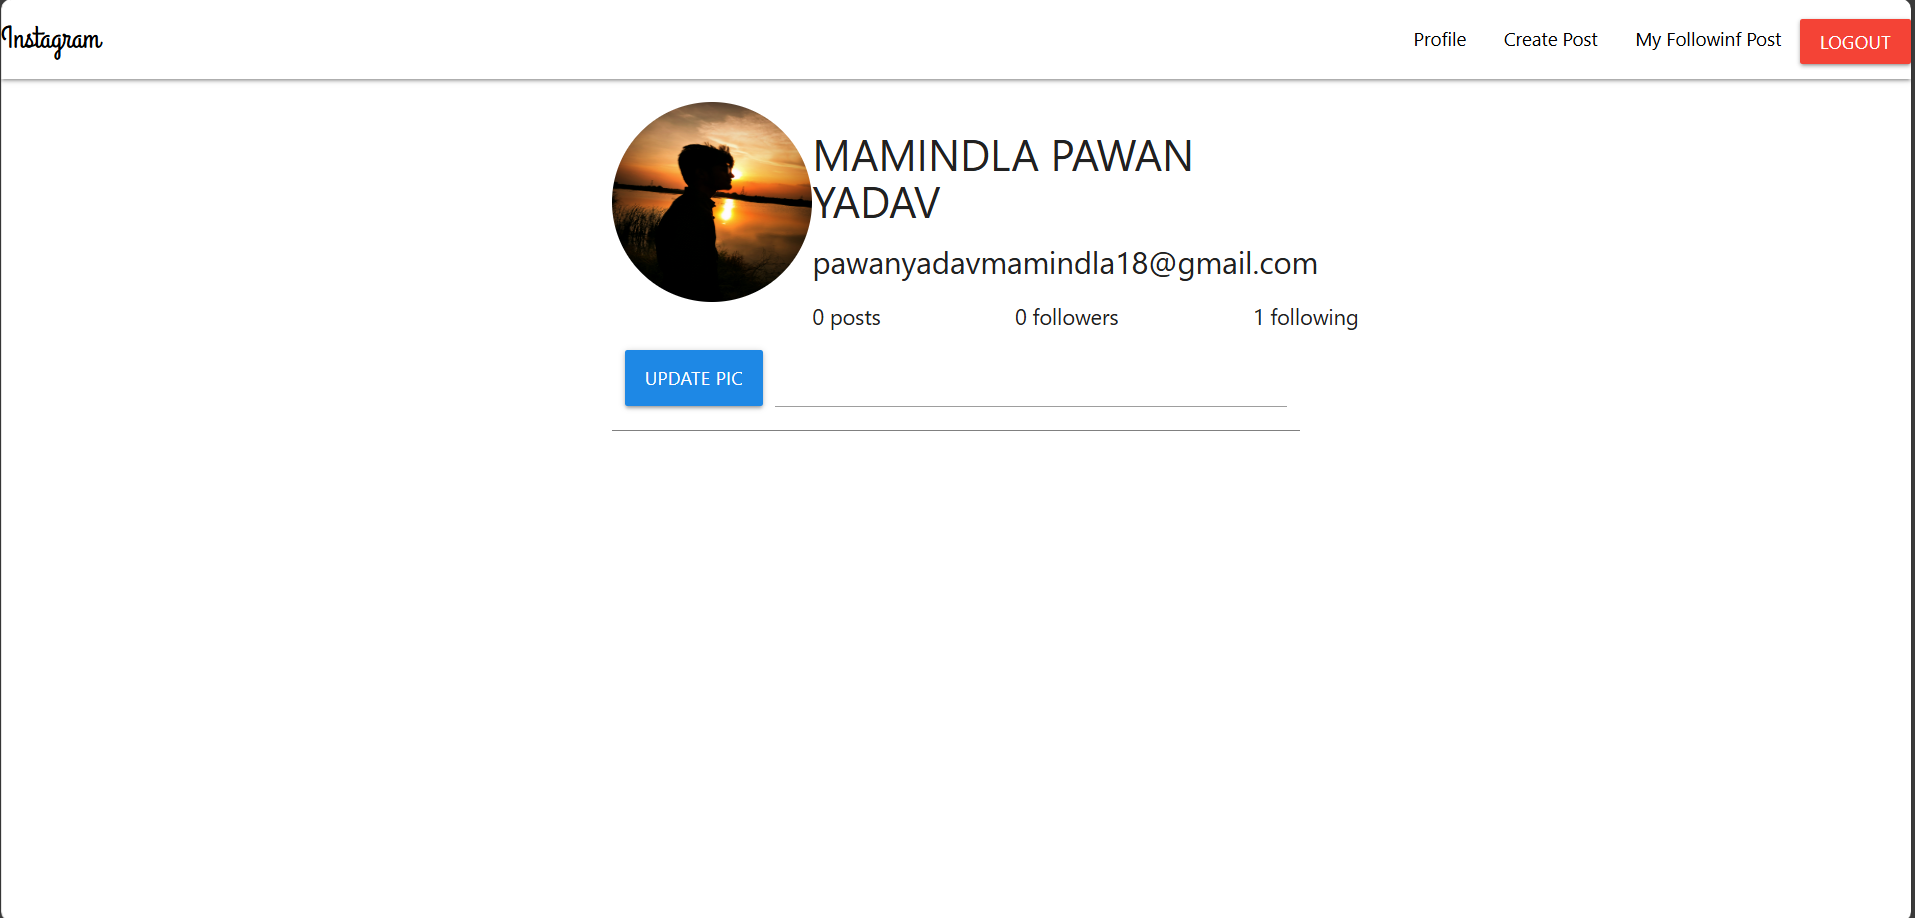 Instagram
Profile Create Post My Followinf Post LOGOUT
MAMINDLA PAWAN
YADAV
pawanyadavmamindla18@gmail.com
0 posts 0 followers 1 following
UPDATE PIC